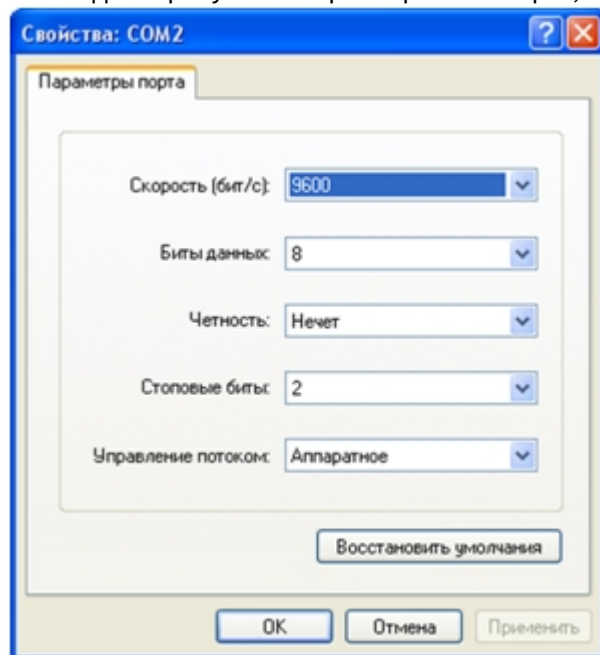 Свойства: COM2
Параметры порта
Скорость (бит/с): 9600
Биты данных: 8
Четность: Нечет
Стоповые биты: 2
Управление потоком: Аппаратное
Восстановить умолчания
OK Отмена Применить